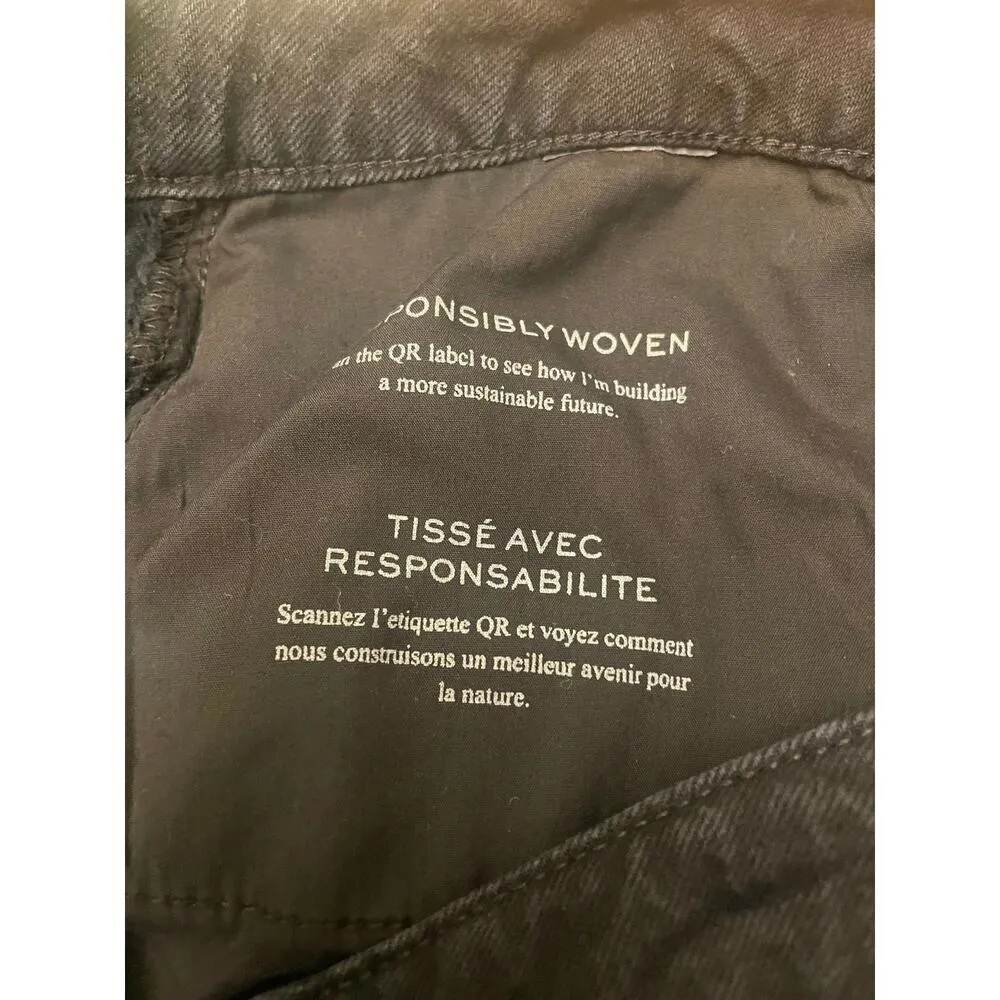 PONSIBLY WOVEN
the QR label to see how I'm building
a more sustainable future.
TISSÉ AVEC
RESPONSABILITE
Scannez l'etiquette QR et voyez comment
nous construisons un meilleur avenir pour
la nature.